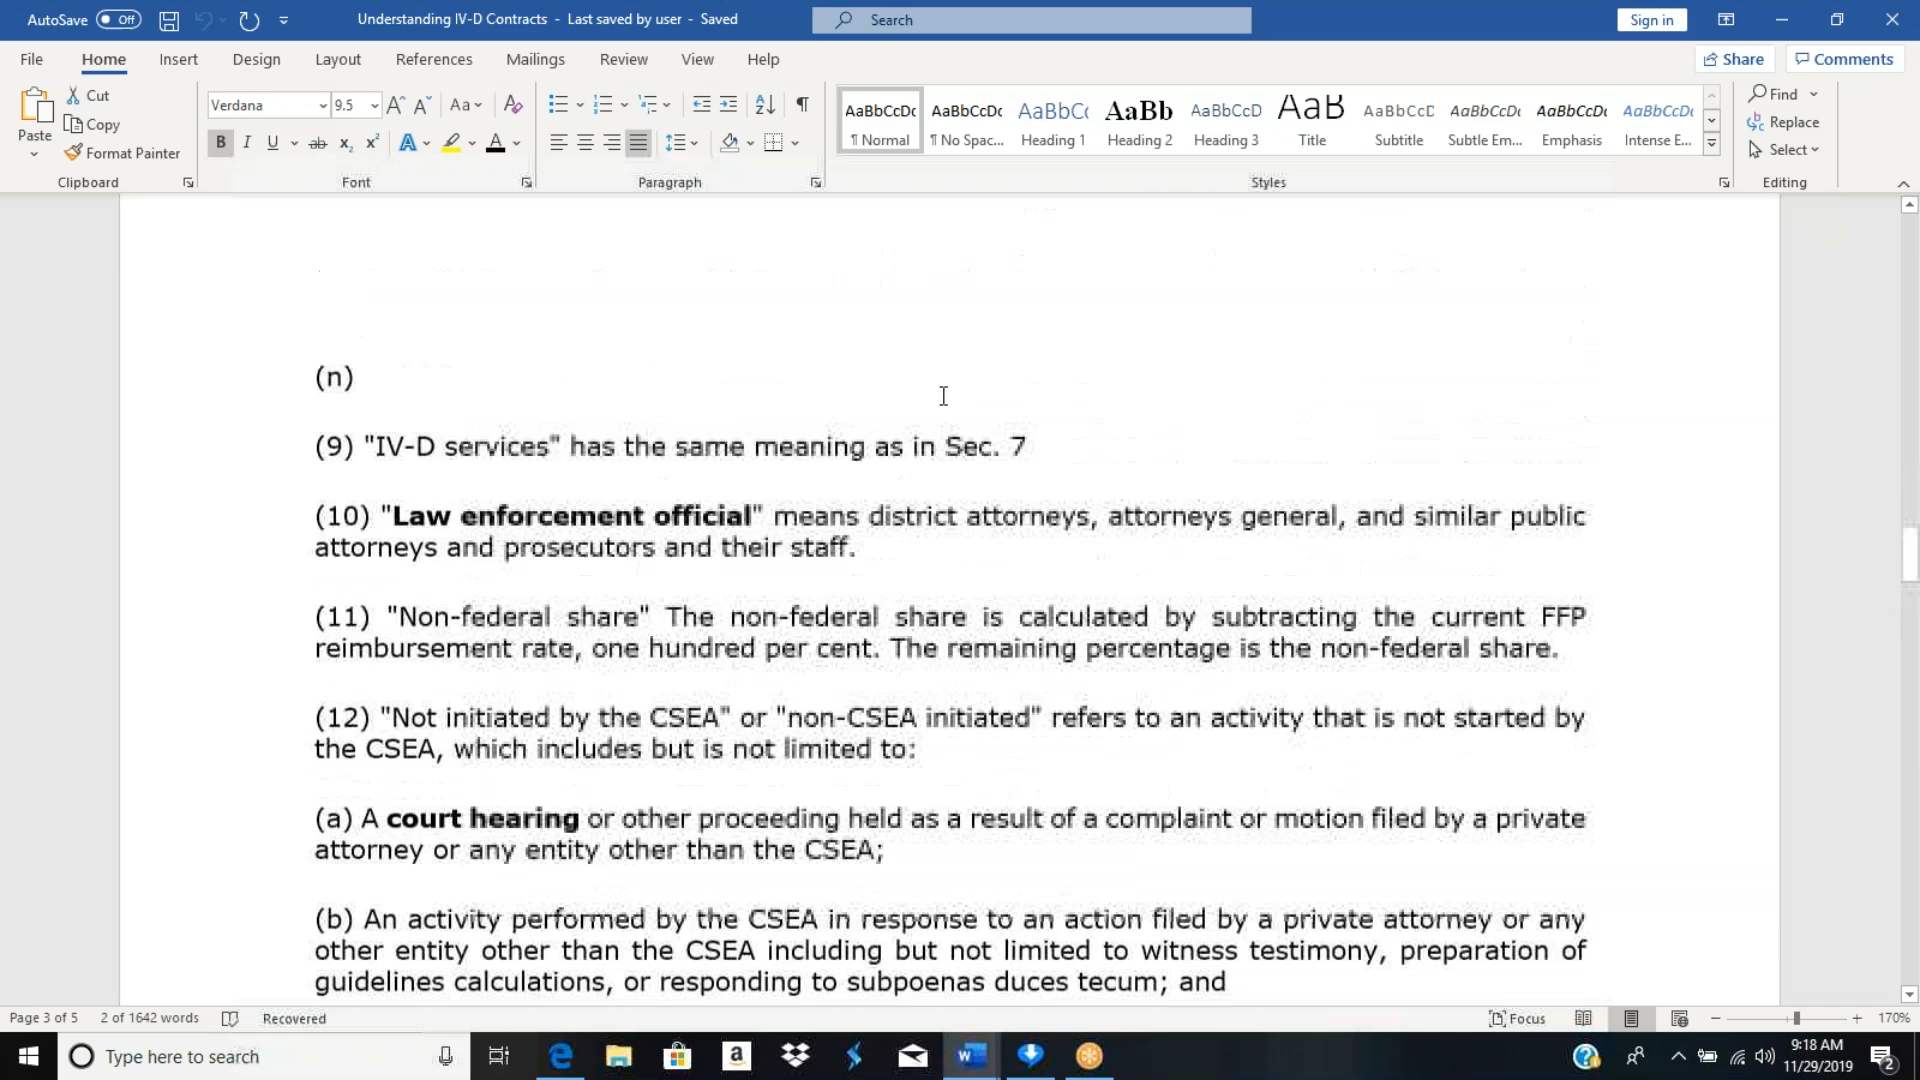 AutoSave Off Understanding IV-D Contracts - Last saved by user - Saved Search Sign in
File Home Insert Design Layout References Mailings Review View Help Share Comments
Paste Cut Copy Format Painter
Clipboard
Verdana 9.5 Aa
B I U ab x₂ x² A A
Font
Paragraph
AaBbCcDc AaBbCcDc AaBbC( AaBb AaBbCcD AaB AaBbCcD AaBbCcDc AaBbCcDc AaBbCcDc
¶ Normal ¶ No Spac... Heading 1 Heading 2 Heading 3 Title Subtitle Subtle Em... Emphasis Intense E...
Styles
Find
Replace
Select
Editing
(n)
(9) "IV-D services" has the same meaning as in Sec. 7
(10) "Law enforcement official" means district attorneys, attorneys general, and similar public
attorneys and prosecutors and their staff.
(11) "Non-federal share" The non-federal share is calculated by subtracting the current FFP
reimbursement rate, one hundred per cent. The remaining percentage is the non-federal share.
(12) "Not initiated by the CSEA" or "non-CSEA initiated" refers to an activity that is not started by
the CSEA, which includes but is not limited to:
(a) A court hearing or other proceeding held as a result of a complaint or motion filed by a private
attorney or any entity other than the CSEA;
(b) An activity performed by the CSEA in response to an action filed by a private attorney or any
other entity other than the CSEA including but not limited to witness testimony, preparation of
guidelines calculations, or responding to subpoenas duces tecum; and
Page 3 of 5 2 of 1642 words Recovered Focus 170%
Type here to search
9:18 AM
11/29/2019
2